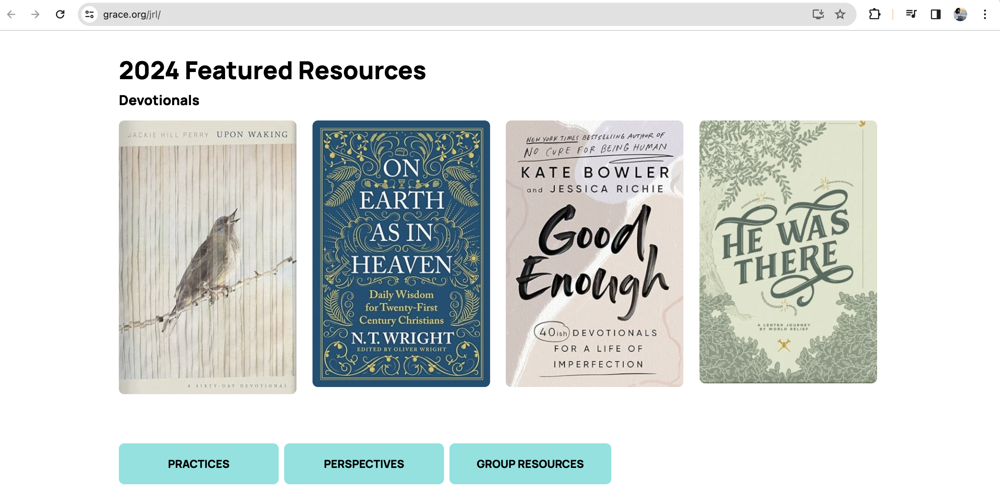 grace.org/jrl/
2024 Featured Resources
Devotionals
JACKIE HILL PERRY UPON WAKING
A SIXTY-DAY DEVOTIONAL
ON
EARTH
AS IN
HEAVEN
Daily Wisdom
for Twenty-First
Century Christians
N.T. WRIGHT
EDITED BY OLIVER WRIGHT
NEW YORK TIMES BESTSELLING AUTHOR OF
NO CURE FOR BEING HUMAN
KATE BOWLER
and JESSICA RICHIE
Good
Enough
40ish DEVOTIONALS
FOR A LIFE OF
IMPERFECTION
HE WAS
THERE
A LENTEN JOURNEY
BY WORLD RELIEF
PRACTICES
PERSPECTIVES
GROUP RESOURCES